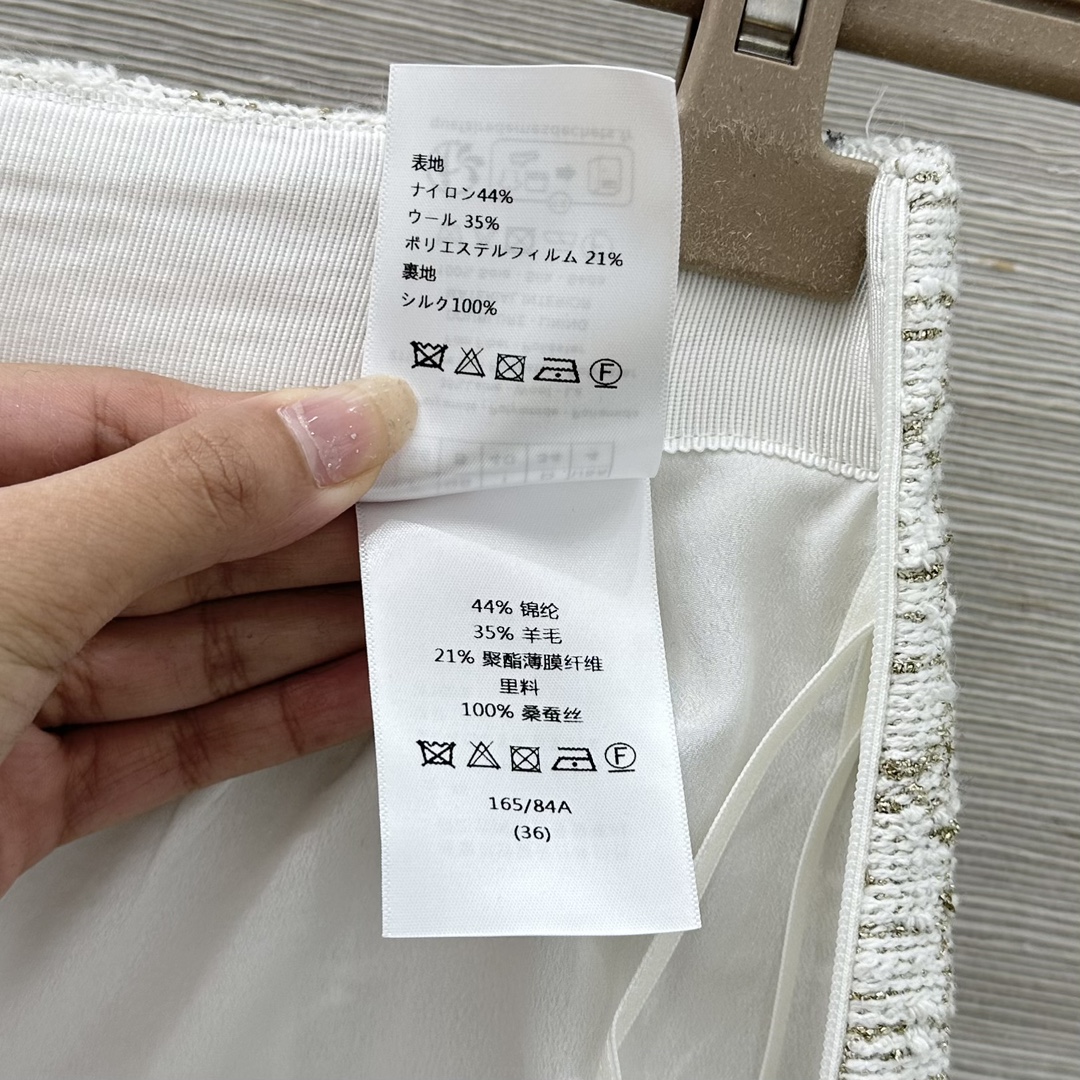 表地
ナイロン44%
ウール 35%
ポリエステルフィルム 21%
裏地
シルク100%
F
44% 锦纶
35% 羊毛
21% 聚酯薄膜纤维
里料
100% 桑蚕丝
F
165/84A
(36)